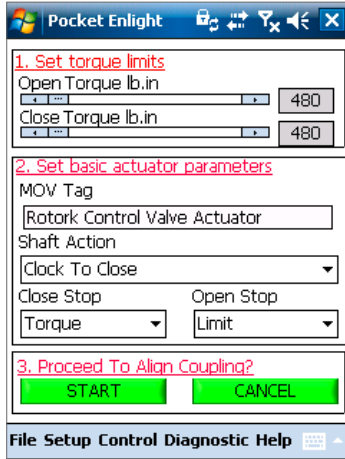 Pocket Enlight
1. Set torque limits
Open Torque lb.in
480
Close Torque lb.in
480
2. Set basic actuator parameters
MOV Tag
Rotork Control Valve Actuator
Shaft Action
Clock To Close
Close Stop Open Stop
Torque Limit
3. Proceed To Align Coupling?
START CANCEL
File Setup Control Diagnostic Help